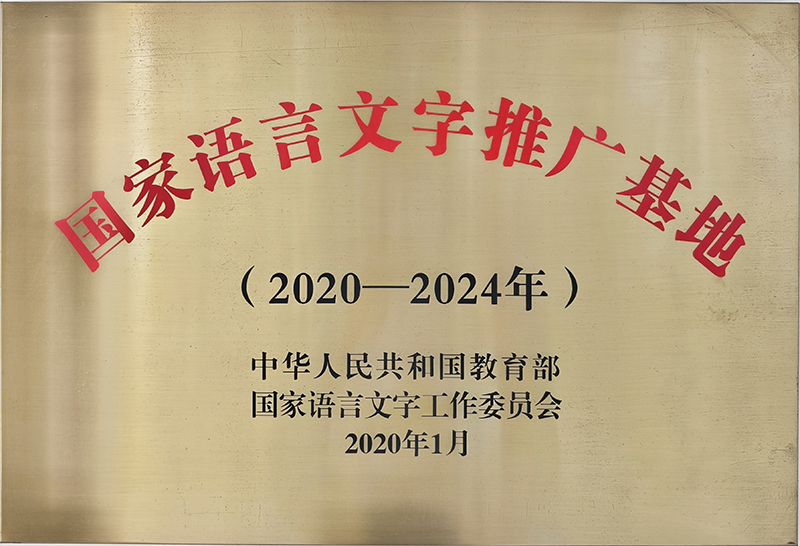 国家语言文字推广基地
（2020—2024年）
中华人民共和国教育部
国家语言文字工作委员会
2020年1月